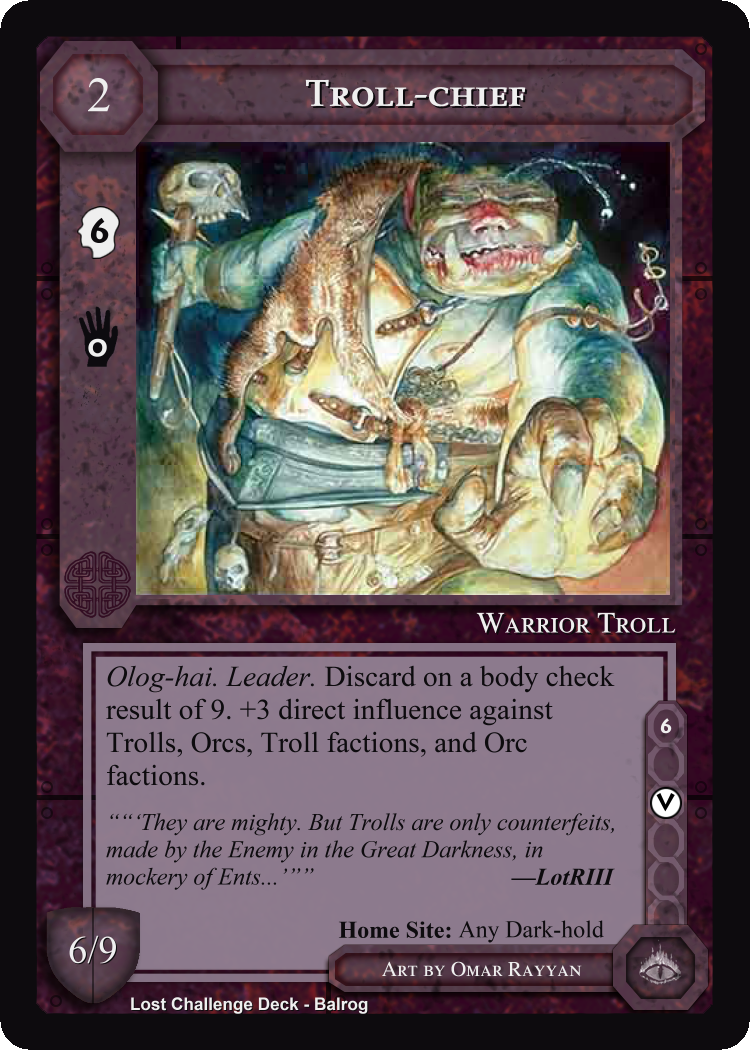 2
TROLL-CHIEF
6
0
WARRIOR TROLL
Olog-hai. Leader. Discard on a body check
result of 9. +3 direct influence against
Trolls, Orcs, Troll factions, and Orc
factions.
6
V
““‘They are mighty. But Trolls are only counterfeits,
made by the Enemy in the Great Darkness, in
mockery of Ents...’””
—LotRIII
Home Site: Any Dark-hold
6/9
ART BY OMAR RAYYAN
Lost Challenge Deck - Balrog